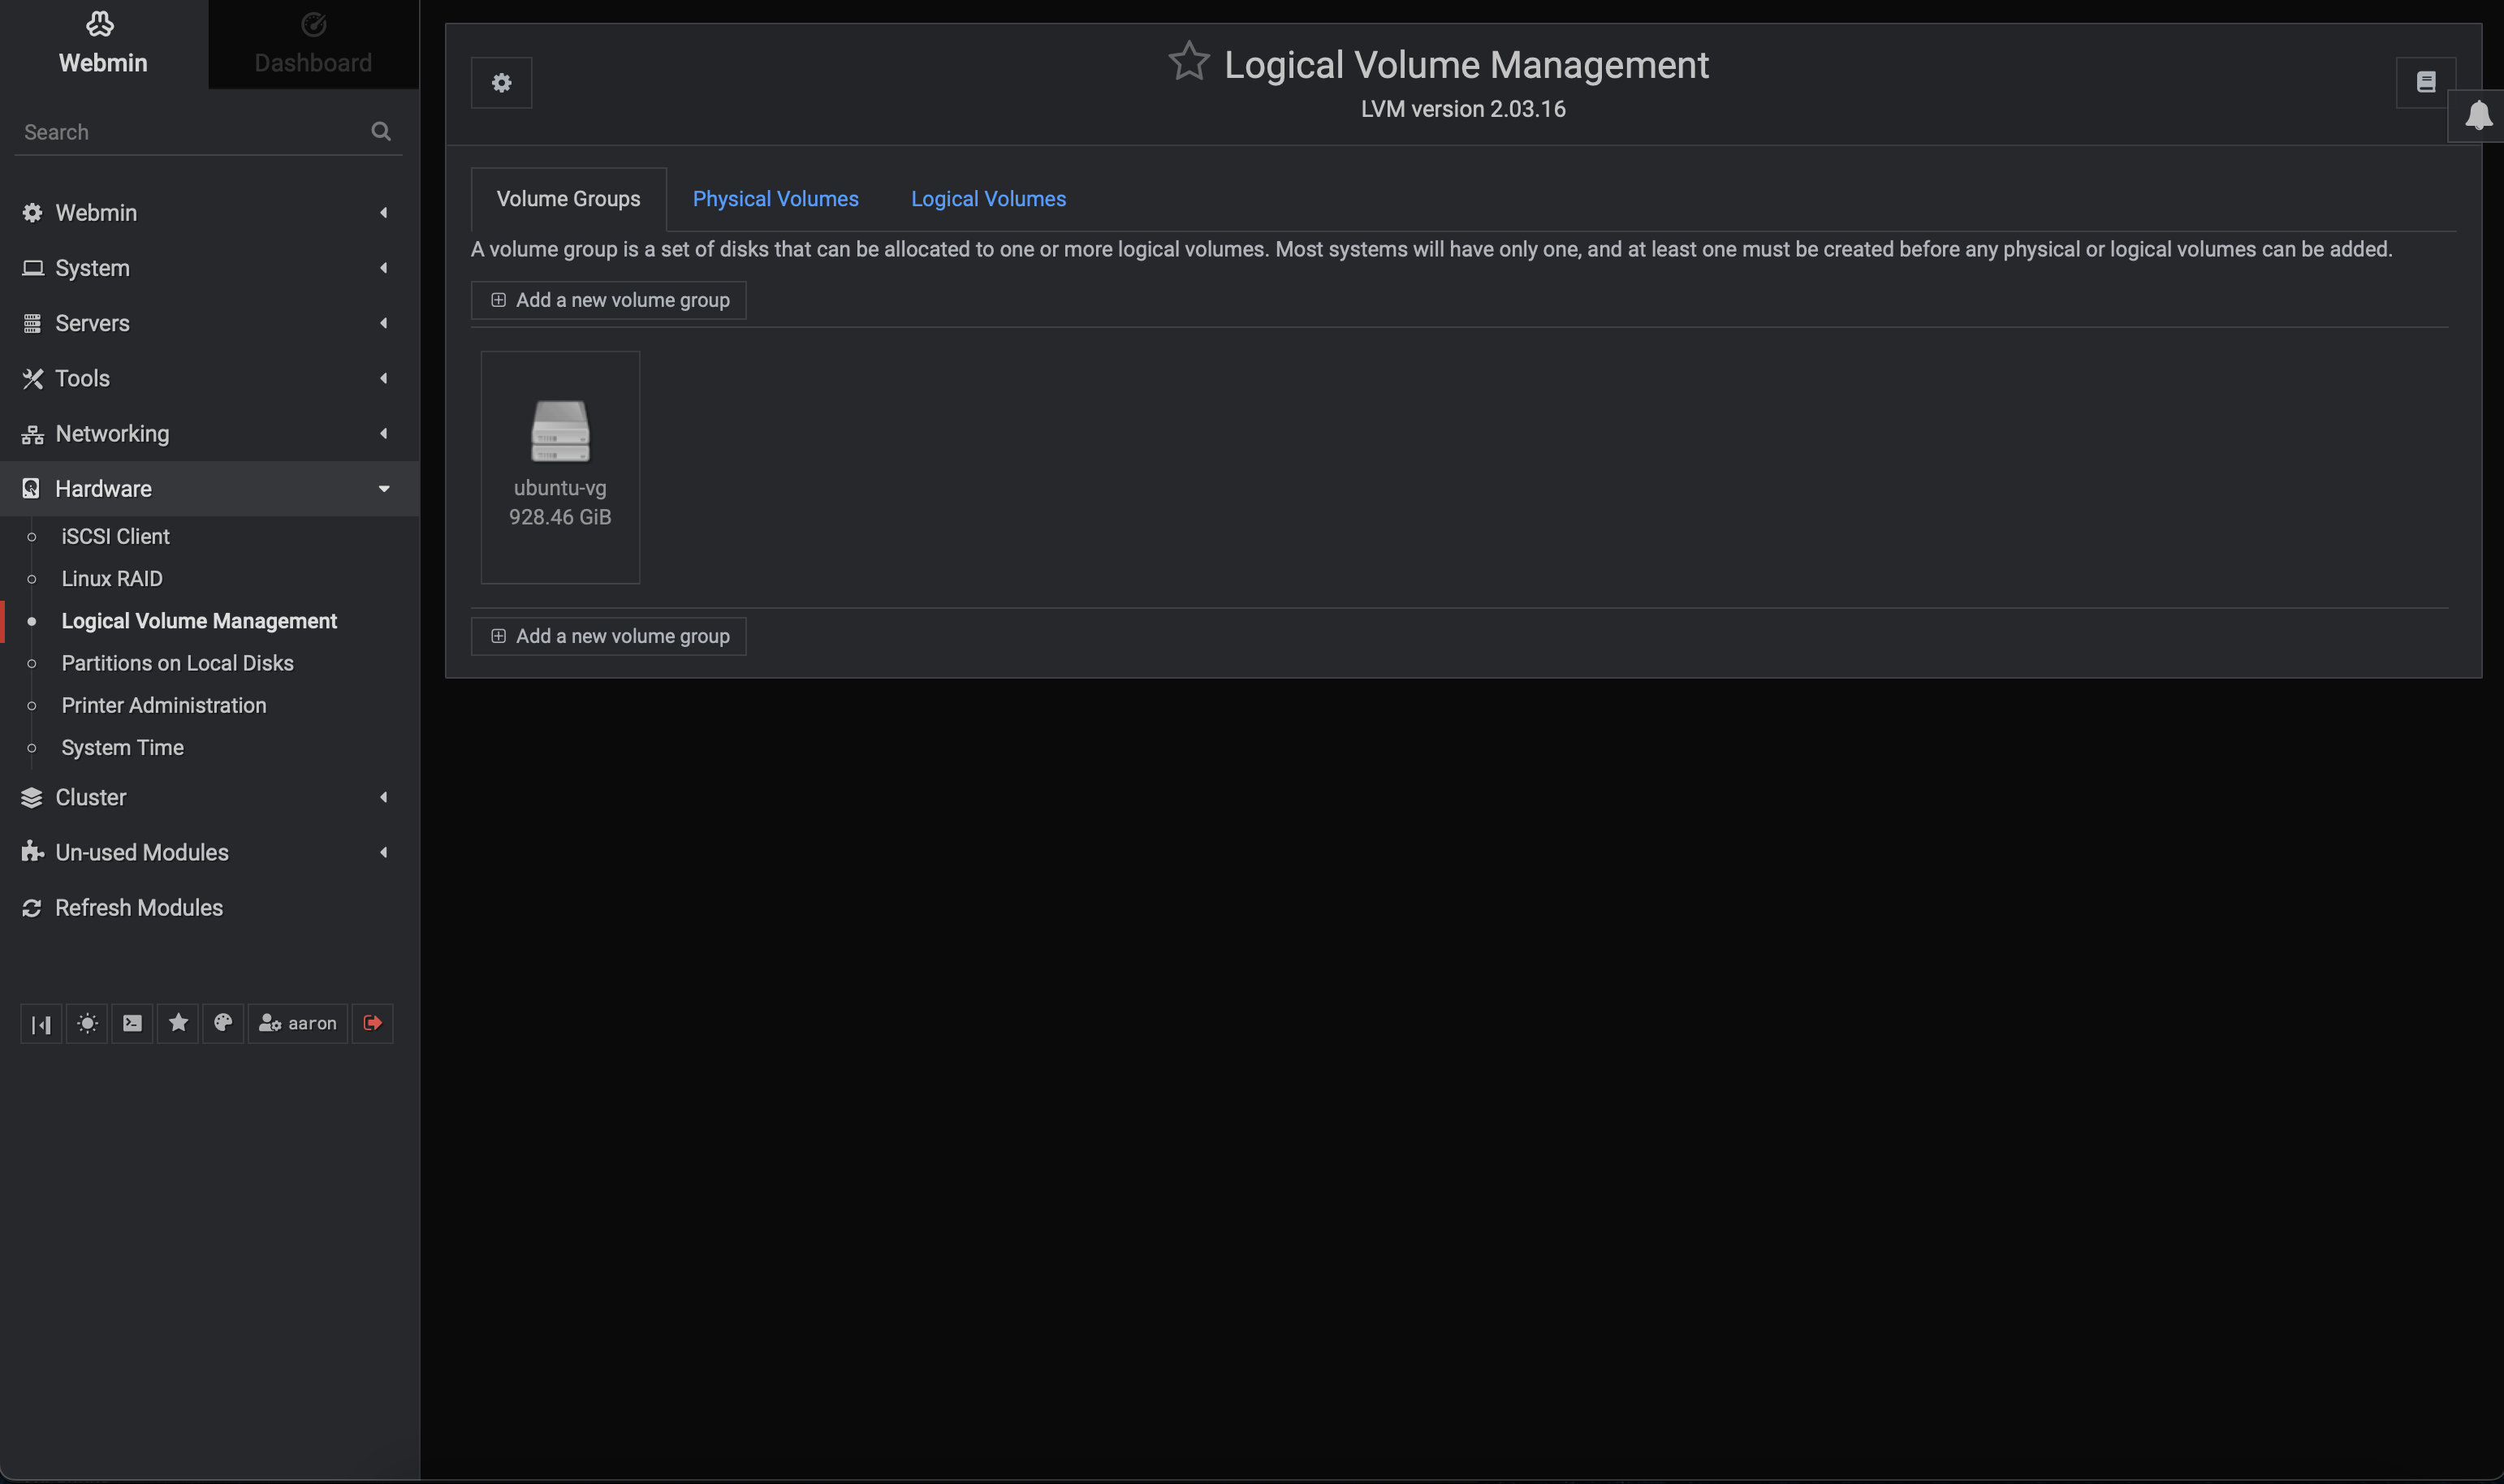 Webmin
Dashboard
Search
Webmin
System
Servers
Tools
Networking
Hardware
iSCSI Client
Linux RAID
Logical Volume Management
Partitions on Local Disks
Printer Administration
System Time
Cluster
Un-used Modules
Refresh Modules
aaron
Logical Volume Management
LVM version 2.03.16
Volume Groups
Physical Volumes
Logical Volumes
A volume group is a set of disks that can be allocated to one or more logical volumes. Most systems will have only one, and at least one must be created before any physical or logical volumes can be added.
Add a new volume group
ubuntu-vg
928.46 GiB
Add a new volume group